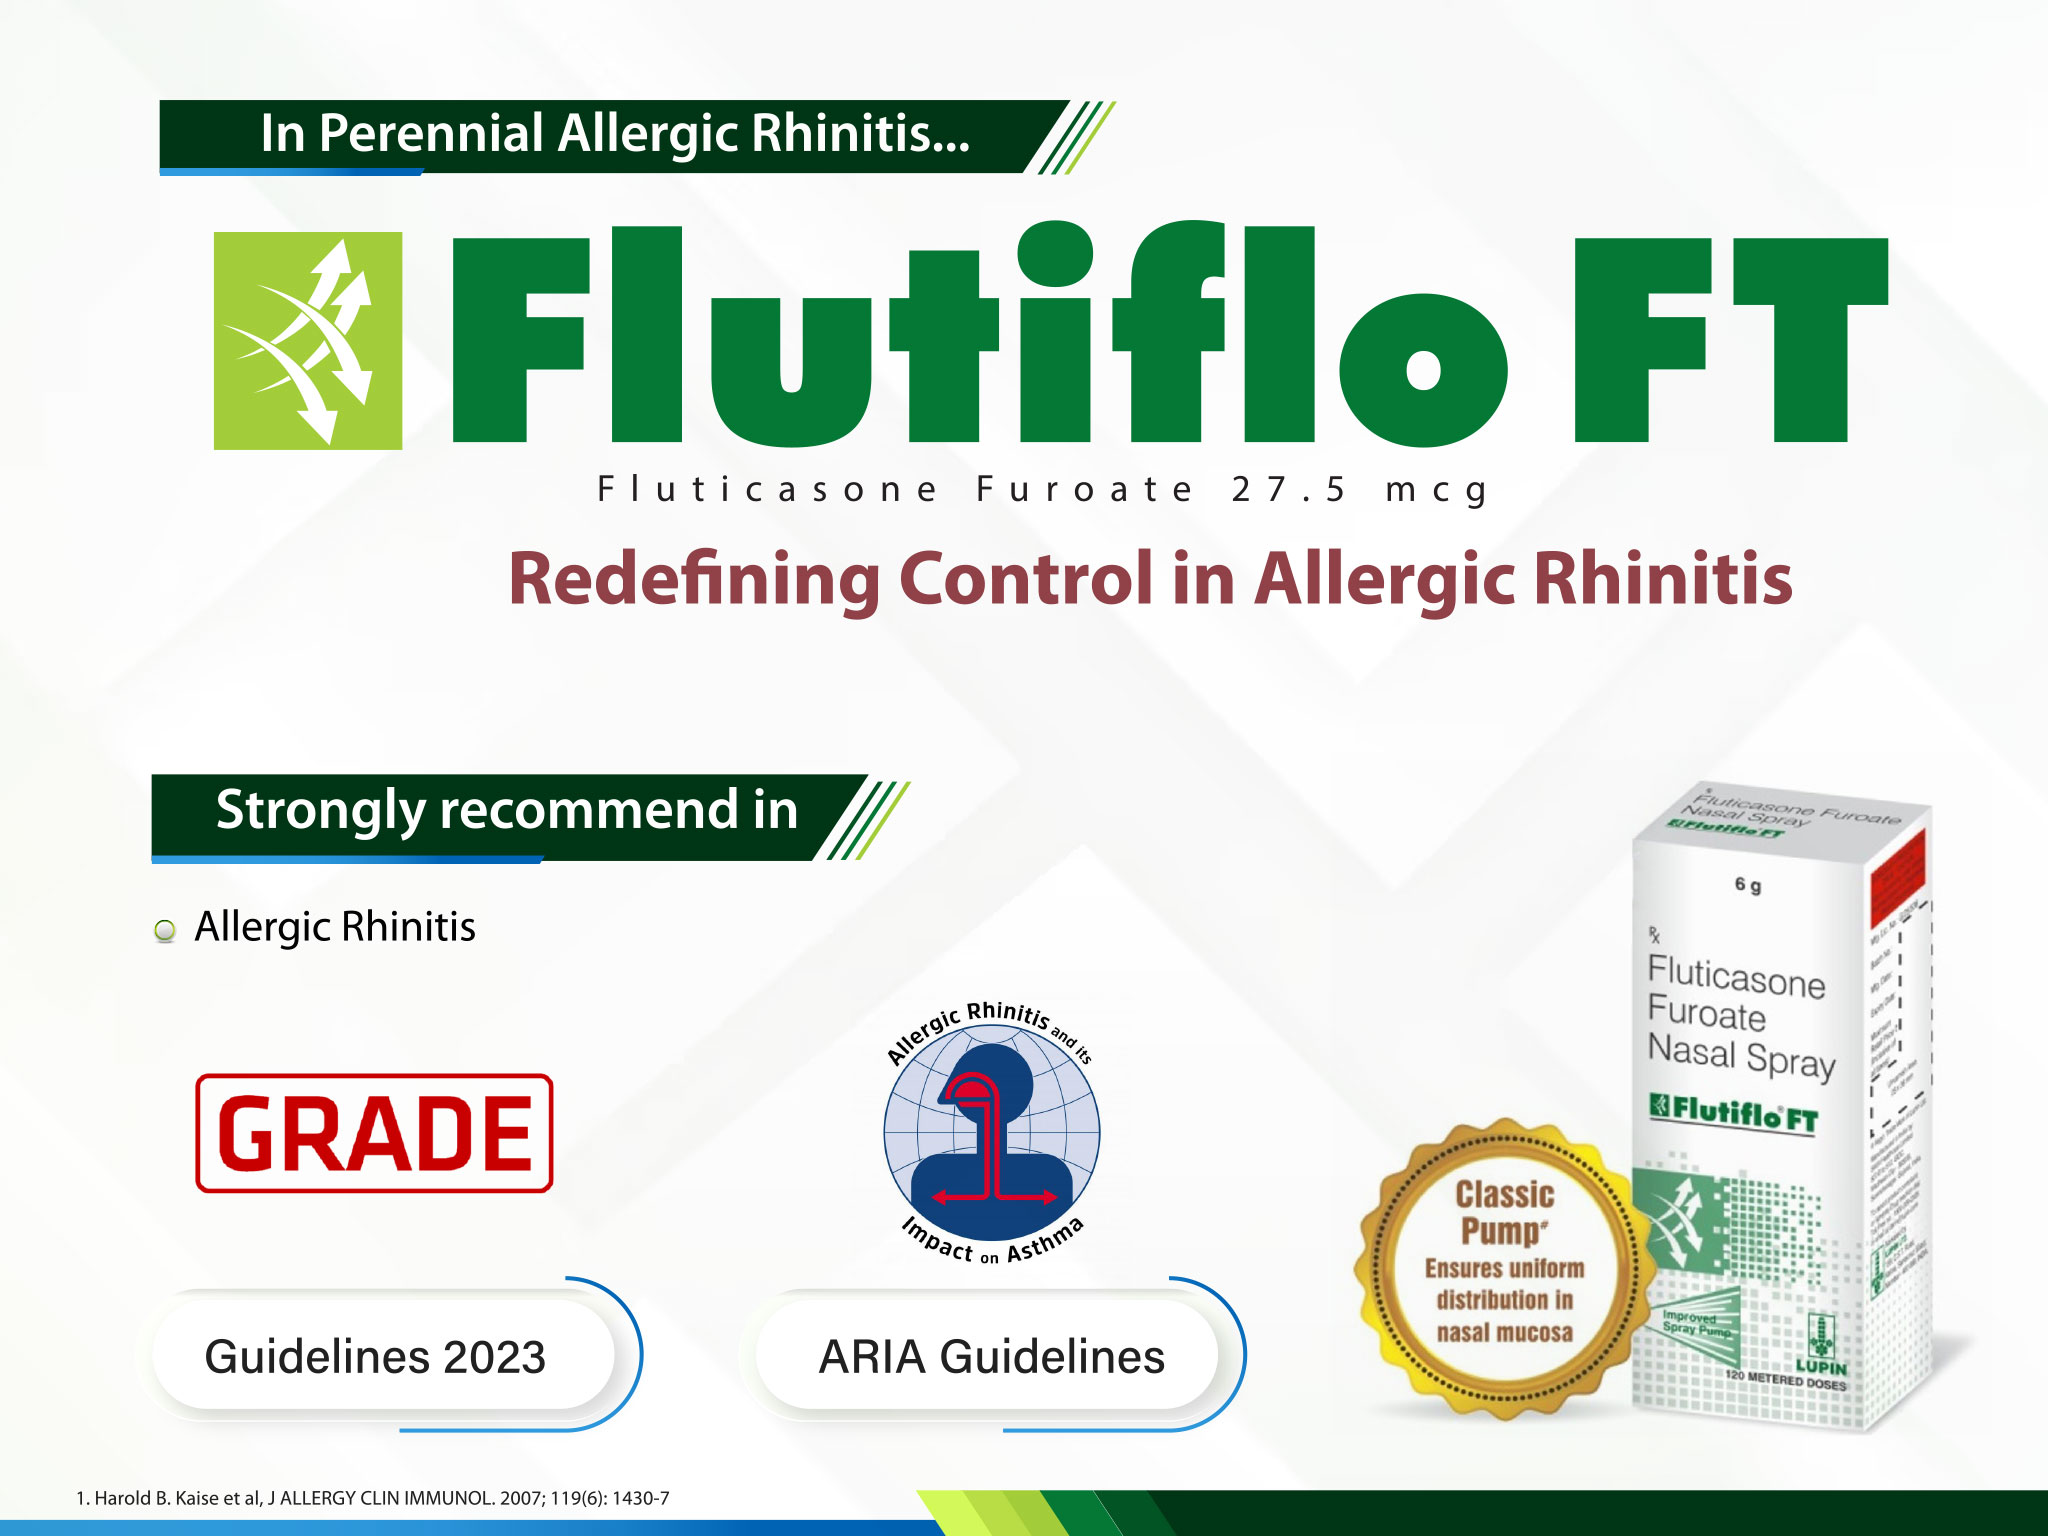 In Perennial Allergic Rhinitis...
Flutiflo FT
Fluticasone Furoate 27.5 mcg
Redefining Control in Allergic Rhinitis
Strongly recommend in
Allergic Rhinitis
GRADE
Guidelines 2023
Allergic Rhinitis and its
Impact on Asthma
ARIA Guidelines
Classic
Pump#
Ensures uniform
distribution in
nasal mucosa
Fluticasone Furoate
Nasal Spray
Flutiflo FT
6 g
Rx
Fluticasone
Furoate
Nasal Spray
Flutiflo® FT
Improved
Spray Pump
LUPIN
120 METERED DOSES
1. Harold B. Kaise et al, J ALLERGY CLIN IMMUNOL. 2007; 119(6): 1430-7